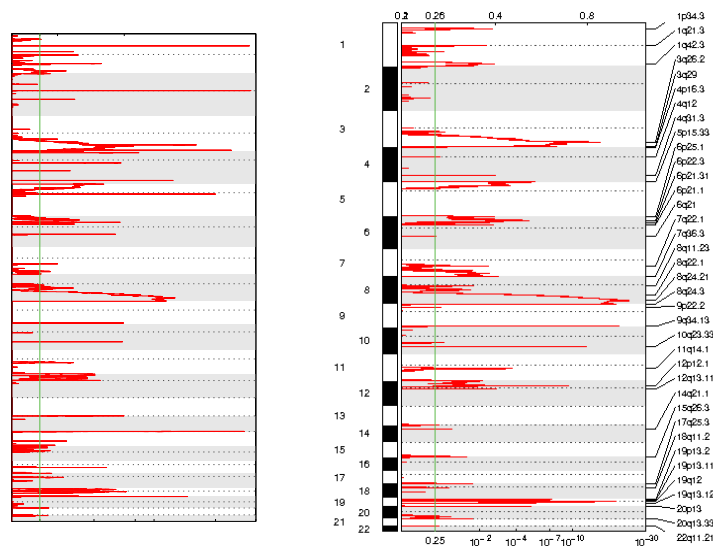 0.1 0.26 0.4 0.8
1
2
3
4
5
6
7
8
9
10
11
12
13
14
15
16
17
18
19
20
21
22
1p34.3
1q21.3
1q42.3
3q26.2
3q29
4p16.3
4q12
4q31.3
5p15.33
6p25.1
6p22.3
6p21.31
6p21.1
6q21
7q22.1
7q36.3
8q11.23
8q22.1
8q24.21
8q24.3
9p22.2
9q34.13
10q23.33
11q14.1
12p12.1
12q13.11
14q21.1
15q26.3
17q25.3
18q11.2
19p13.2
19p13.11
19q12
19q13.12
20p13
20q13.33
22q11.21
0.25 10⁻² 10⁻⁷ 10⁻¹⁰ 10⁻³⁰